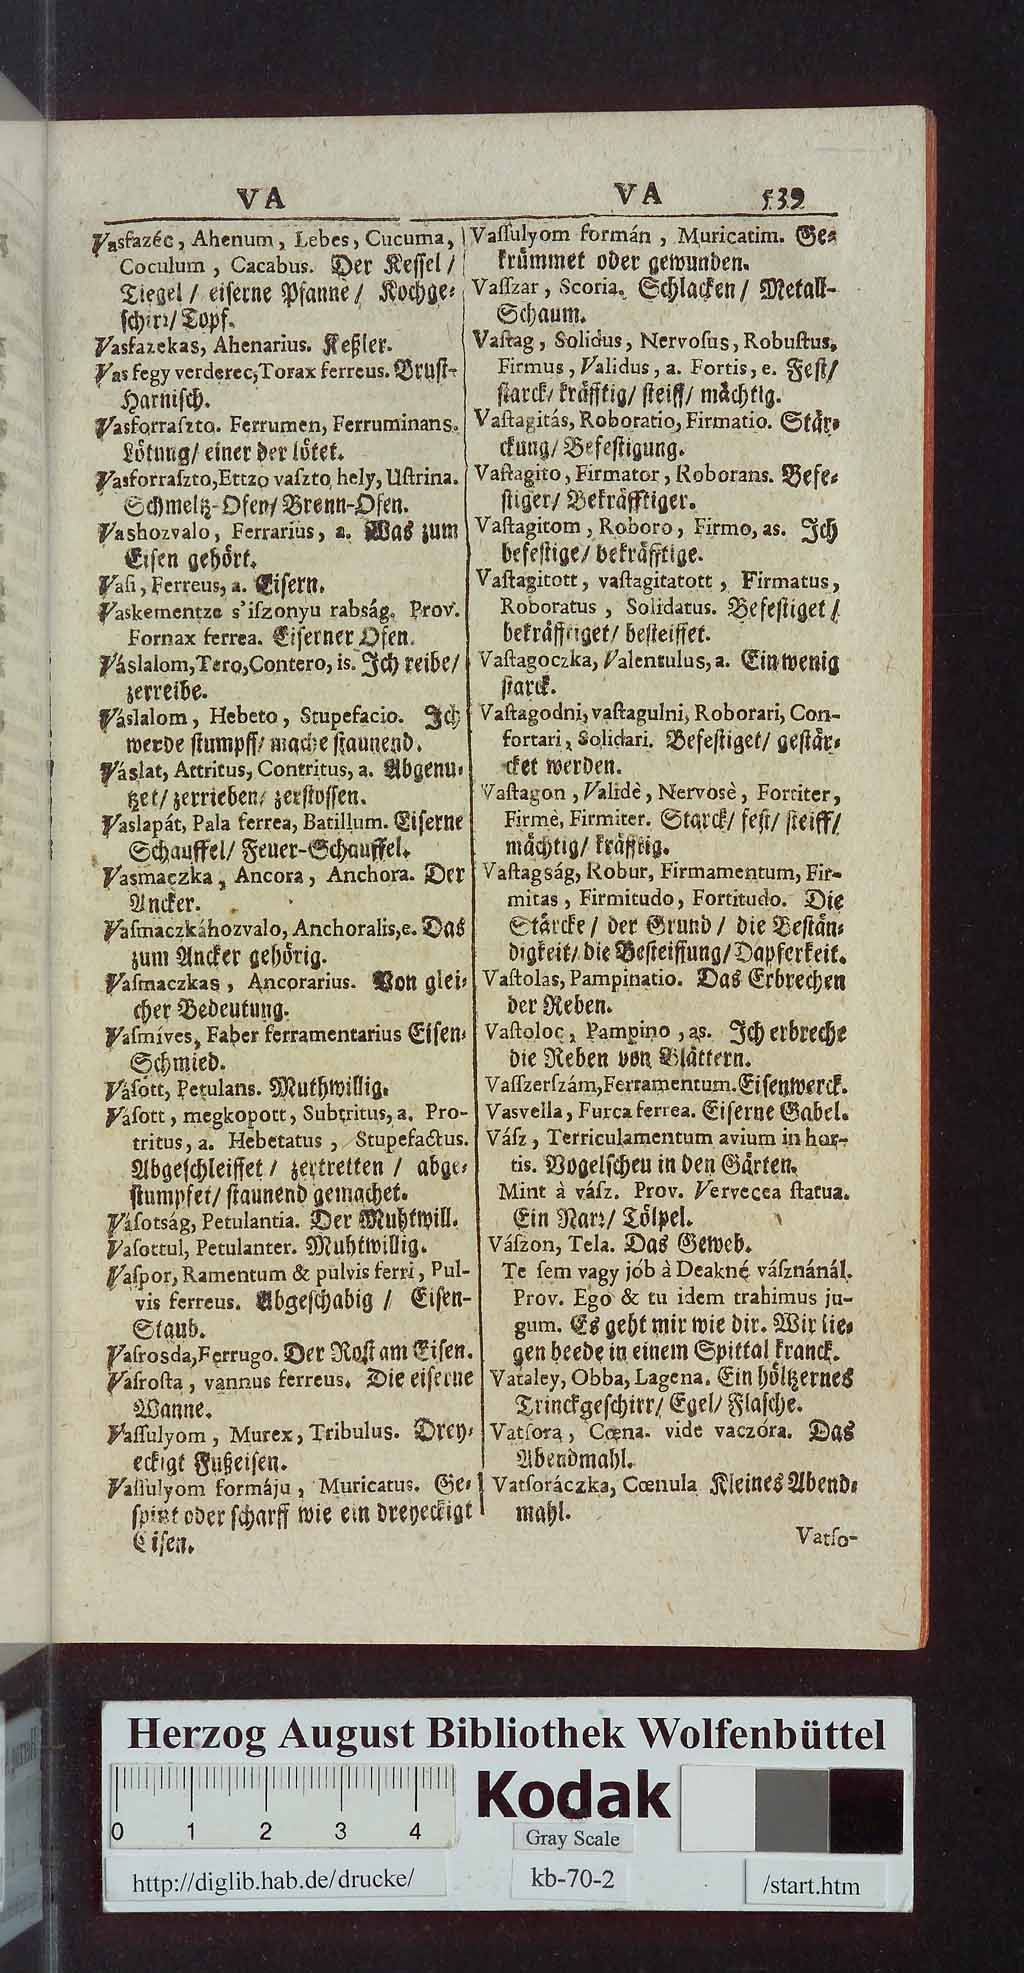 VA
Vasfazéc, Ahenum, Lebes, Cucuma,
Coculum, Cacabus. Der Kessel/
Tiegel/ eiserne Pfanne/ Kochge-
schirr/ Topf.
Vasfazekas, Ahenarius. Keßler.
Vas fegy verderec, Torax ferreus. Brust-
Harnisch.
Vasforraſzto. Ferrumen, Ferruminans.
Lötung/ einer der lötet.
Vasforraſzto, Ettzo vaſzto hely, Uſtrina.
Schmeltz-Ofen/ Brenn-Ofen.
Vashozvalo, Ferrarius, a. Was zum
Eisen gehört.
Vaſi, Ferreus, a. Eisern.
Vaskementze s'iſzonyu rabság. Prov.
Fornax ferrea. Eiserner Ofen.
Váslalom, Tero, Contero, is. Ich reibe/
zerreibe.
Váslalom, Hebeto, Stupefacio. Ich
werde stumpff/ mache staunend.
Váslat, Attritus, Contritus, a. Abgenu-
tzet/ zerrieben/ zerstossen.
Vaslapát, Pala ferrea, Batillum. Eiserne
Schauffel/ Feuer-Schauffel.
Vasmaczka, Ancora, Anchora. Der
Ancker.
Vaſmaczkáhozvalo, Anchoralis, e. Das
zum Ancker gehörig.
Vaſmaczkas, Ancorarius. Von glei-
cher Bedeutung.
Vaſmíves, Faber ferramentarius Eisen-
Schmied.
Váſott, Petulans. Muthwillig.
Váſott, megkopott, Subtritus, a. Pro-
tritus, a. Hebetatus, Stupefactus.
Abgeschleiffet/ zertretten/ abge-
stumpfet/ staunend gemachet.
Váſotság, Petulantia. Der Muhtwill.
Vaſottul, Petulanter. Muhtwillig.
Vaſpor, Ramentum & pulvis ferri, Pul-
vis ferreus. Abgeschabig/ Eisen-
Staub.
Vaſrosda, Ferrugo. Der Rost am Eisen.
Vaſroſta, vannus ferreus. Die eiserne
Wanne.
Vaſſulyom, Murex, Tribulus. Drey-
eckigt Fußeisen.
Vaſſulyom formáju, Muricatus. Ge-
spitzt oder scharff wie ein dreyeckigt
Eisen.
VA 539
Vaſſulyom formán, Muricatim. Ge-
krümmet oder gewunden.
Vaſſzar, Scoria. Schlacken/ Metall-
Schaum.
Vaſtag, Solidus, Nervoſus, Robuſtus,
Firmus, Validus, a. Fortis, e. Fest/
starck/ kräfftig/ steiff/ mächtig.
Vaſtagitás, Roboratio, Firmatio. Stär-
ckung/ Befestigung.
Vaſtagito, Firmator, Roborans. Befe-
stiger/ Bekräfftiger.
Vaſtagitom, Roboro, Firmo, as. Ich
befestige/ bekräfftige.
Vaſtagitott, vaſtagitatott, Firmatus,
Roboratus, Solidatus. Befestiget/
bekräfftiget/ besteiffet.
Vaſtagoczka, Valentulus, a. Ein wenig
starck.
Vaſtagodni, vaſtagulni, Roborari, Con-
fortari, Solidari. Befestiget/ gestär-
cket werden.
Vaſtagon, Validè, Nervosè, Fortiter,
Firmè, Firmiter. Starck/ fest/ steiff/
mächtig/ kräfftig.
Vaſtagság, Robur, Firmamentum, Fir-
mitas, Firmitudo, Fortitudo. Die
Stärcke/ der Grund/ die Bestän-
digkeit/ die Besteiffung/ Dapferkeit.
Vaſtolas, Pampinatio. Das Erbrechen
der Reben.
Vaſtoloc, Pampino, as. Ich erbreche
die Reben von Blättern.
Vaſſzerſzám, Ferramentum. Eisenwerck.
Vasvella, Furca ferrea. Eiserne Gabel.
Váſz, Terriculamentum avium in hor-
tis. Vogelscheu in den Gärten.
Mint à váſz. Prov. Vervecea ſtatua.
Ein Narr/ Tölpel.
Váſzon, Tela. Das Geweb.
Te ſem vagy jób à Deakné váſznánál.
Prov. Ego & tu idem trahimus ju-
gum. Es geht mir wie dir. Wir lie-
gen beede in einem Spittal kranck.
Vataley, Obba, Lagena. Ein höltzernes
Trinckgeschirr/ Egel/ Flasche.
Vatſora, Cœna. vide vaczóra. Das
Abendmahl.
Vatſoráczka, Cœnula Kleines Abend-
mahl.
Vatſo-
Herzog August Bibliothek Wolfenbüttel
0 1 2 3 4
Kodak
Gray Scale
http://diglib.hab.de/drucke/
kb-70-2
/start.htm